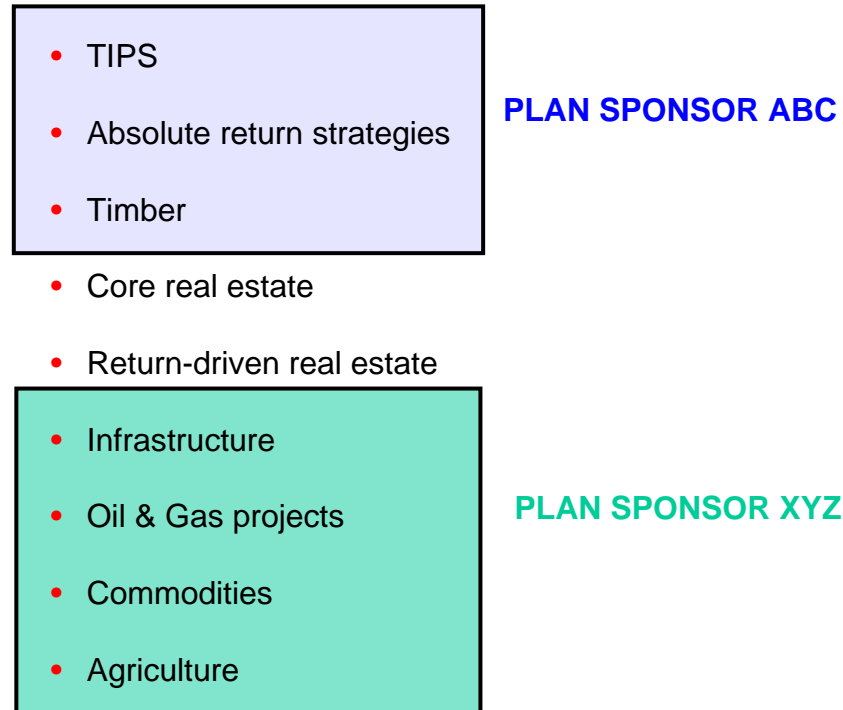 • TIPS
PLAN SPONSOR ABC
• Absolute return strategies
• Timber
• Core real estate
• Return-driven real estate
• Infrastructure
• Oil & Gas projects
PLAN SPONSOR XYZ
• Commodities
• Agriculture